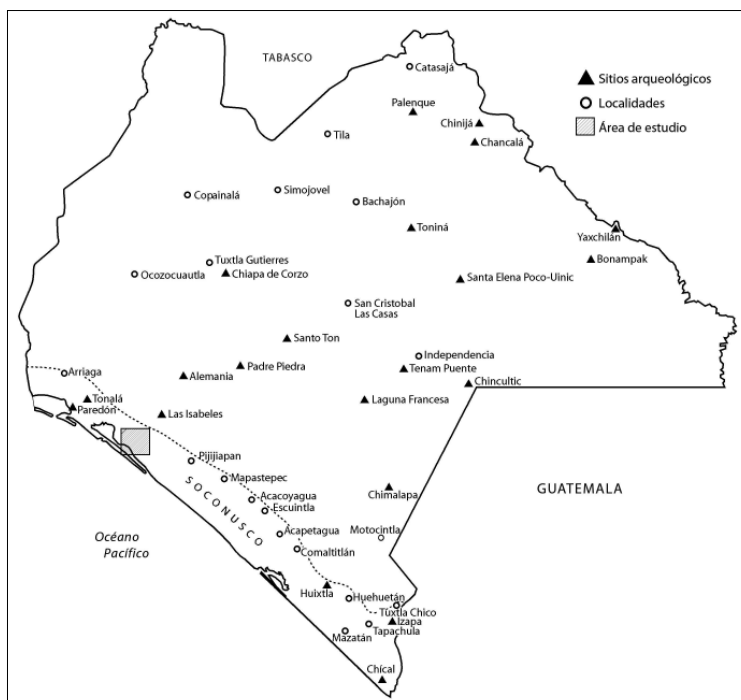 TABASCO
Catasajá
Sitios arqueológicos
Localidades
Área de estudio
Palenque
Chinijá
Chancalá
Tila
Simojovel
Copainalá
Bachajón
Toniná
Yaxchilán
Bonampak
Tuxtla Gutierres
Chiapa de Corzo
Ocozocuautla
Santa Elena Poco-Uinic
San Cristobal
Las Casas
Santo Ton
Independencia
Tenam Puente
Chincultic
Padre Piedra
Alemania
Arriaga
Tonalá
Paredón
Las Isabeles
Laguna Francesa
Pijijiapan
Mapastepec
Acacoyagua
Escuintla
Chimalapa
GUATEMALA
SOCONUSCO
Océano
Pacífico
Acapetagua
Comaltitlán
Motocintla
Huixtla
Huehuetán
Tuxtla Chico
Izapa
Tapachula
Mazatán
Chícal